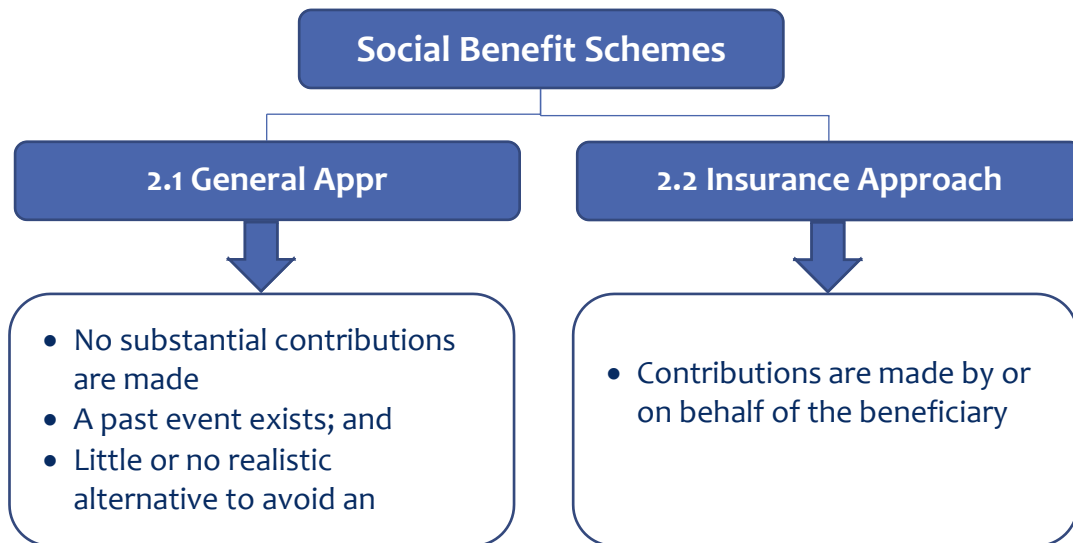 Social Benefit Schemes
2.1 General Appr
2.2 Insurance Approach
• No substantial contributions
are made
• A past event exists; and
• Little or no realistic
alternative to avoid an
• Contributions are made by or
on behalf of the beneficiary